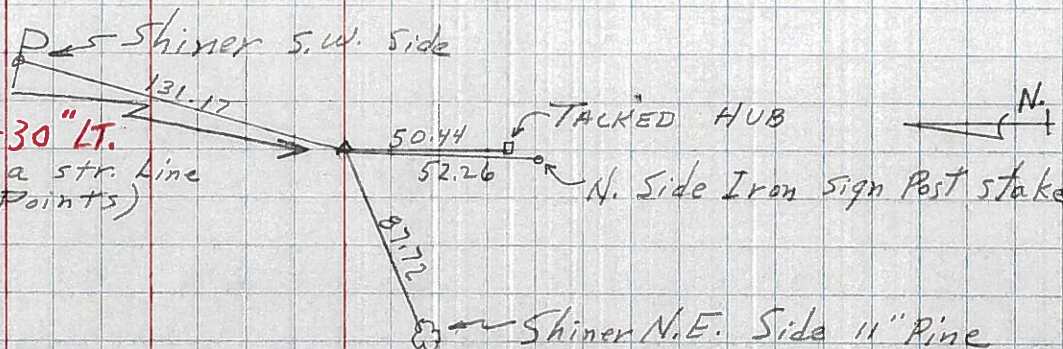 Shiner S.W. Side
131.17
30" LT.
a str. Line
Points)
50.44
52.26
TACKED HUB
N.
N. Side Iron Sign Post stake
87.72
Shiner N.E. Side 11" Pine